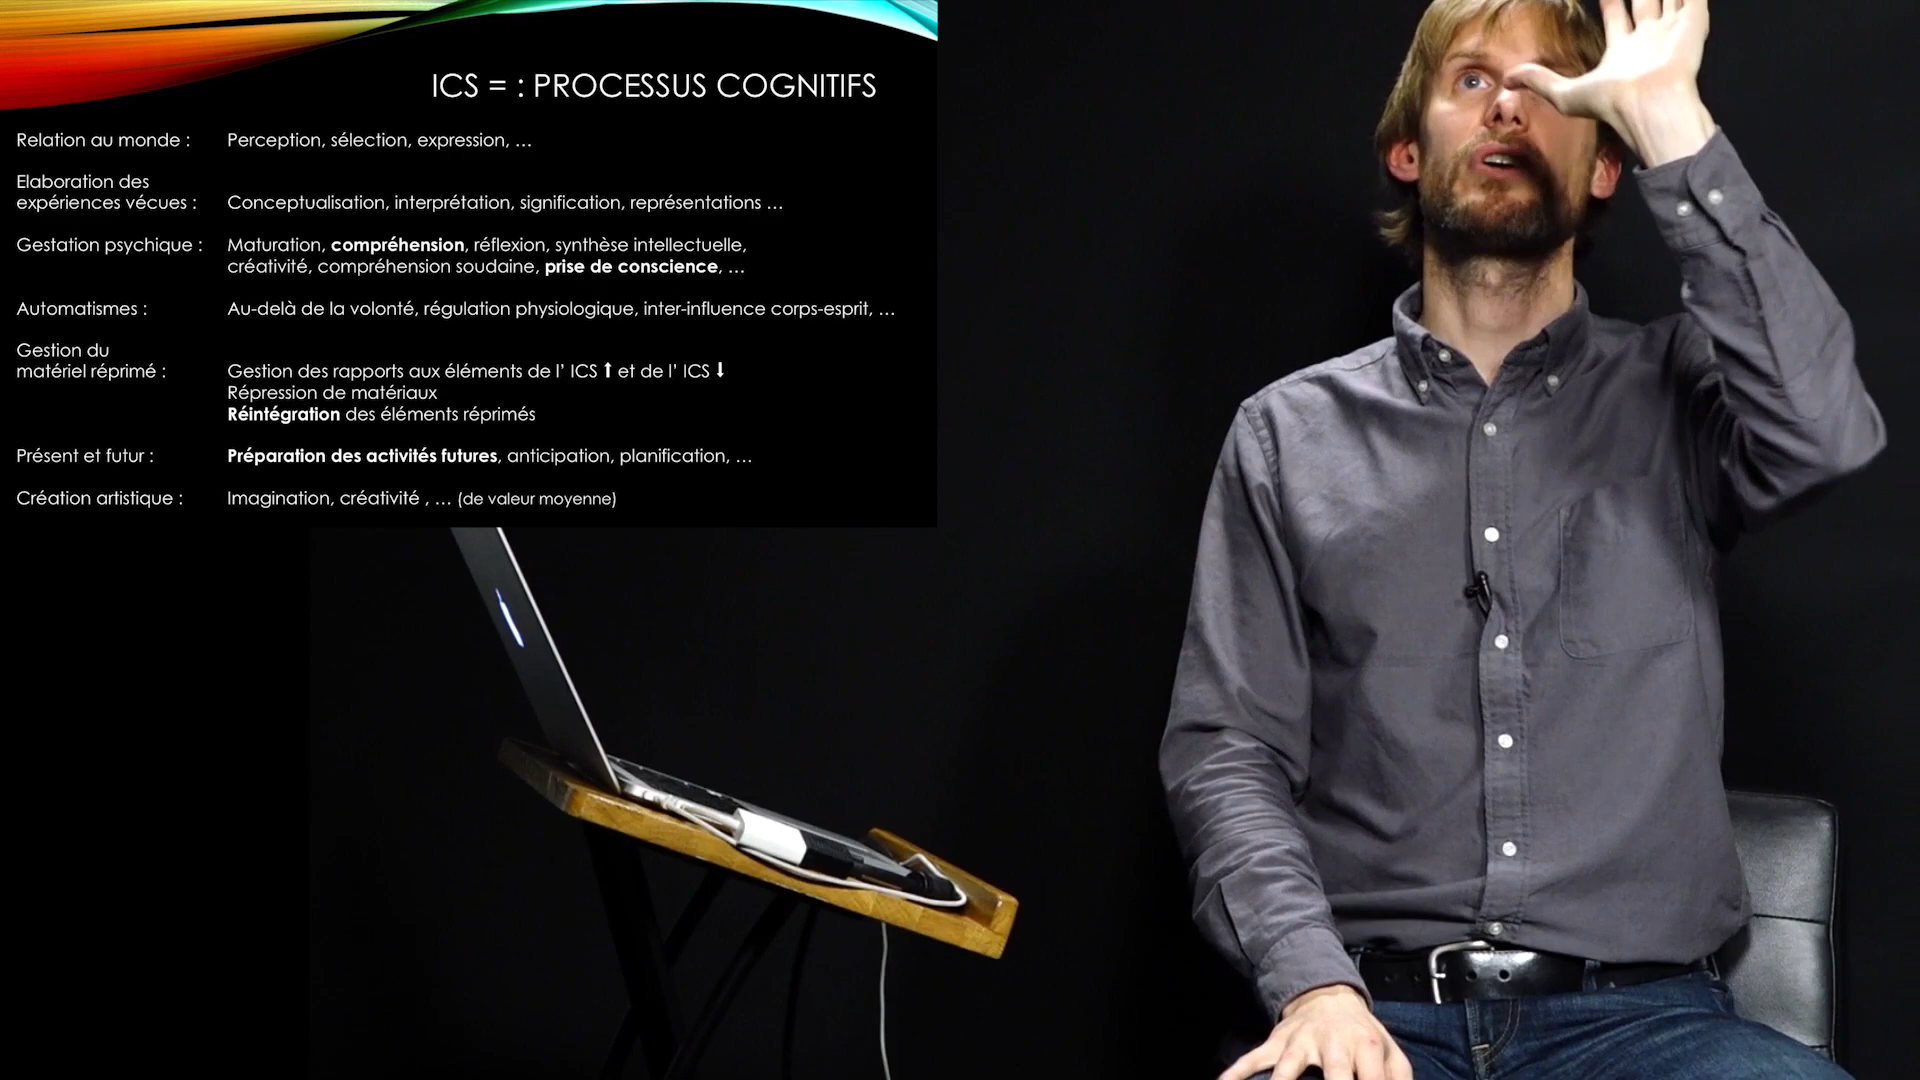 ICS = : PROCESSUS COGNITIFS
Relation au monde : Perception, sélection, expression, …
Elaboration des
expériences vécues : Conceptualisation, interprétation, signification, représentations …
Gestation psychique : Maturation, compréhension, réflexion, synthèse intellectuelle,
créativité, compréhension soudaine, prise de conscience, …
Automatismes : Au-delà de la volonté, régulation physiologique, inter-influence corps-esprit, …
Gestion du
matériel réprimé : Gestion des rapports aux éléments de l' ICS ⬆ et de l' ICS ⬇
Répression de matériaux
Réintégration des éléments réprimés
Présent et futur : Préparation des activités futures, anticipation, planification, …
Création artistique : Imagination, créativité , … (de valeur moyenne)